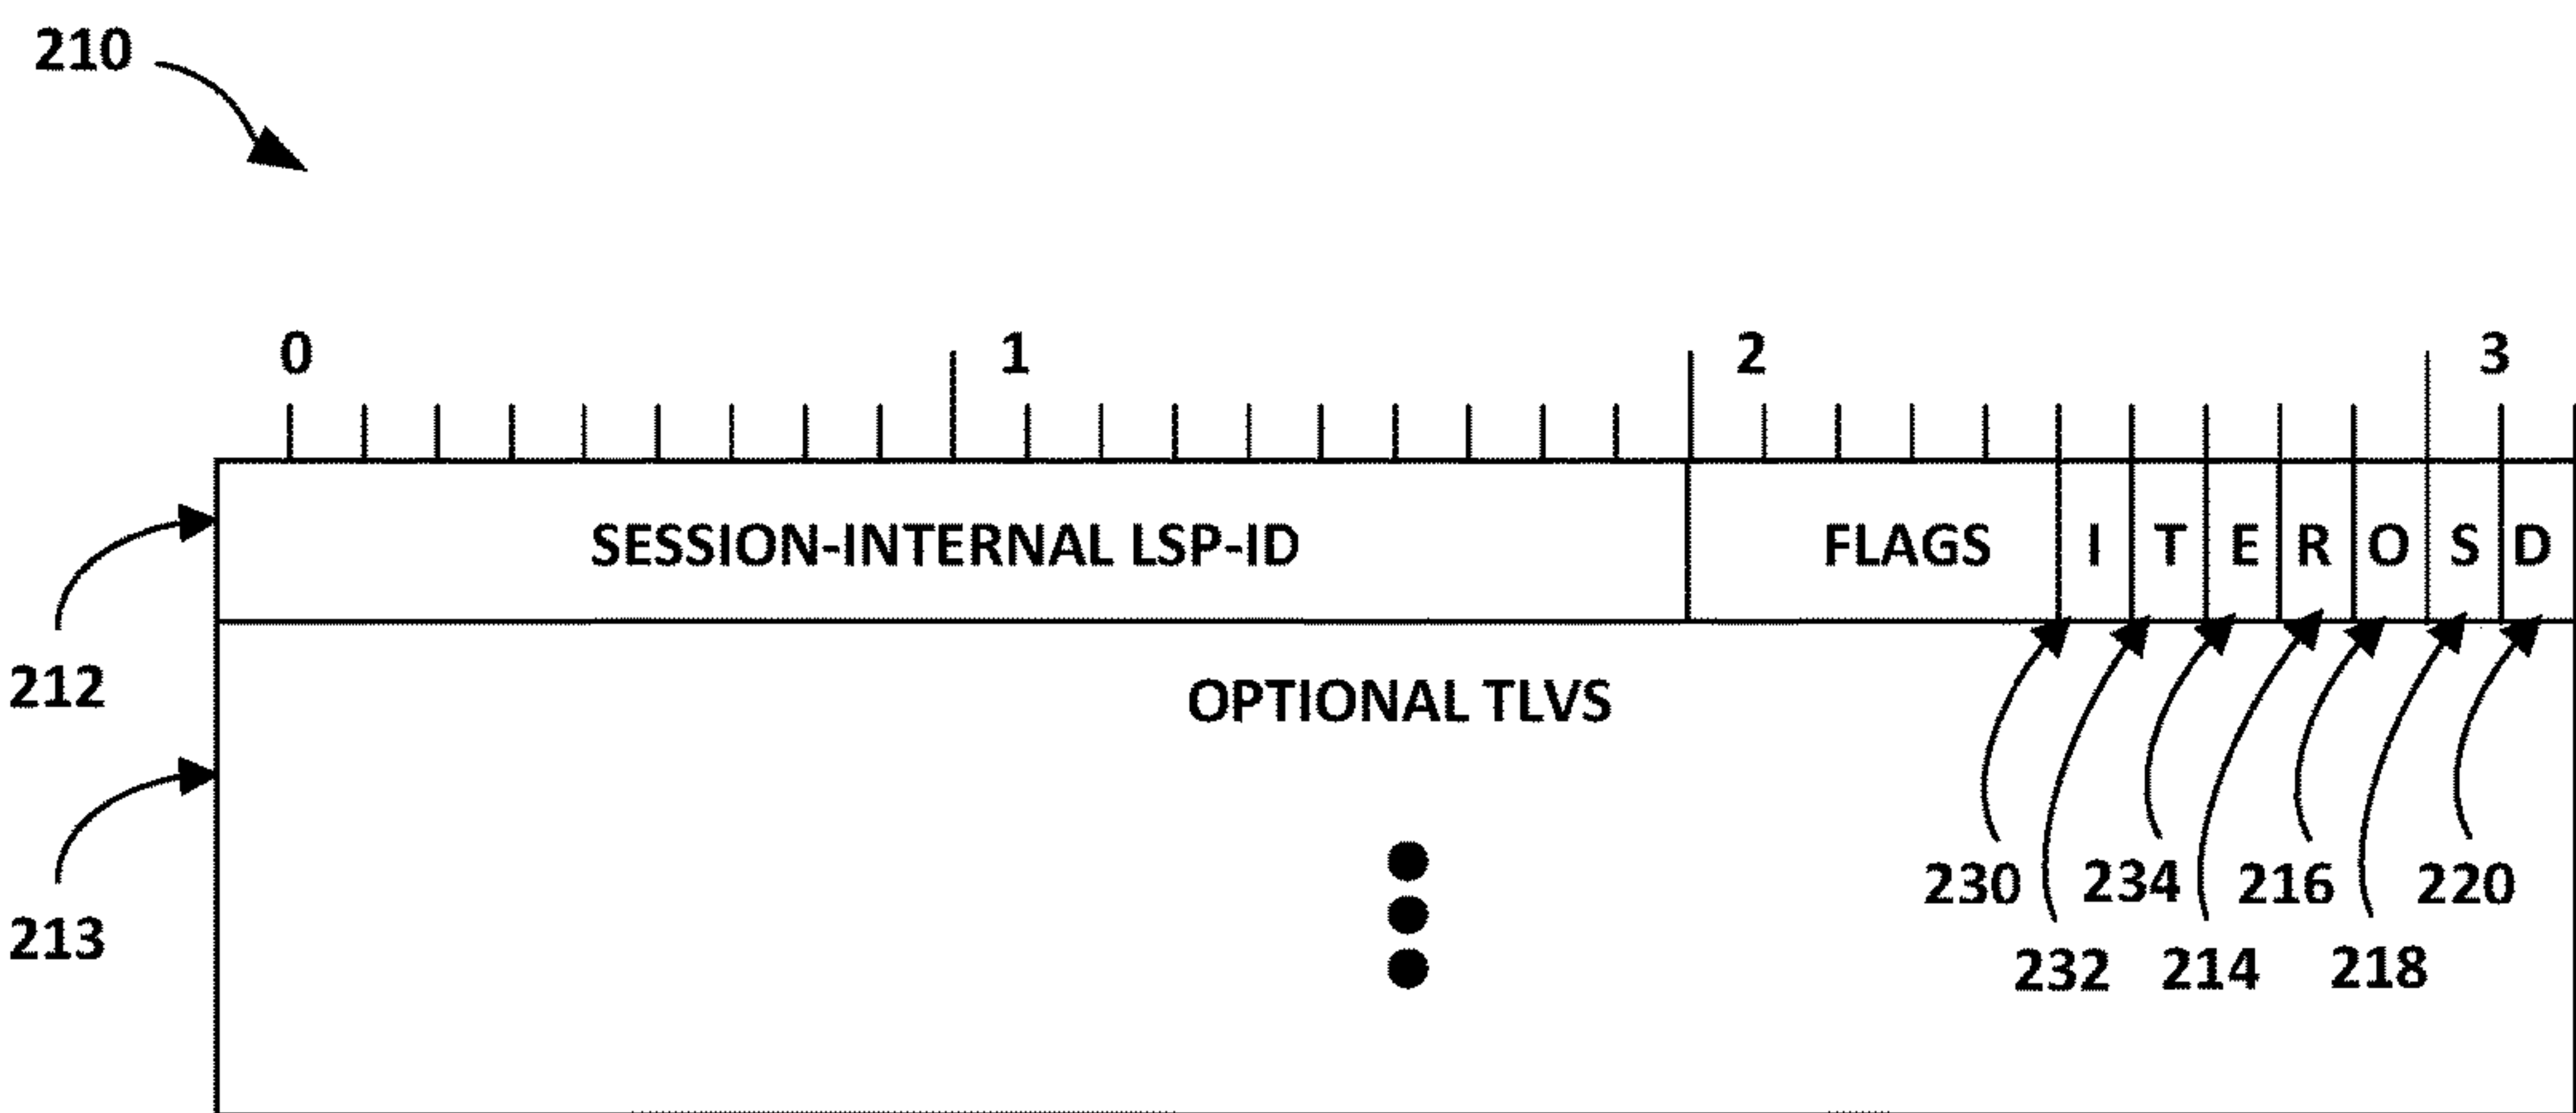 210
0 1 2 3
SESSION-INTERNAL LSP-ID FLAGS I T E R O S D
212
OPTIONAL TLVS
213
230 234 216 220
232 214 218